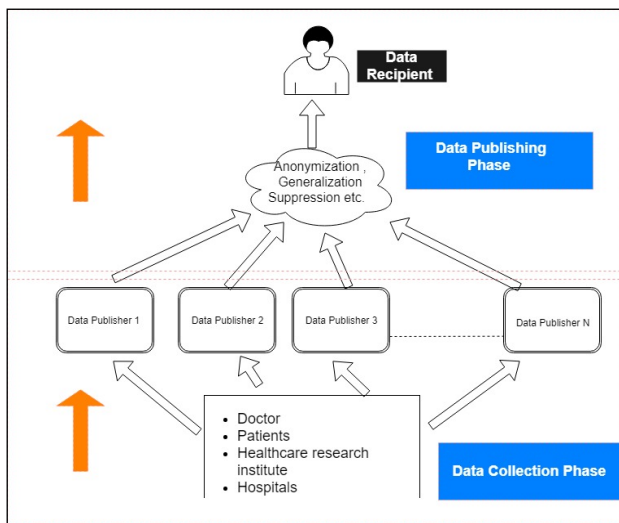 Data
Recipient
Data Publishing
Phase
Anonymization ,
Generalization
Suppression etc.
Data Publisher 1
Data Publisher 2
Data Publisher 3
Data Publisher N
• Doctor
• Patients
• Healthcare research
institute
• Hospitals
Data Collection Phase